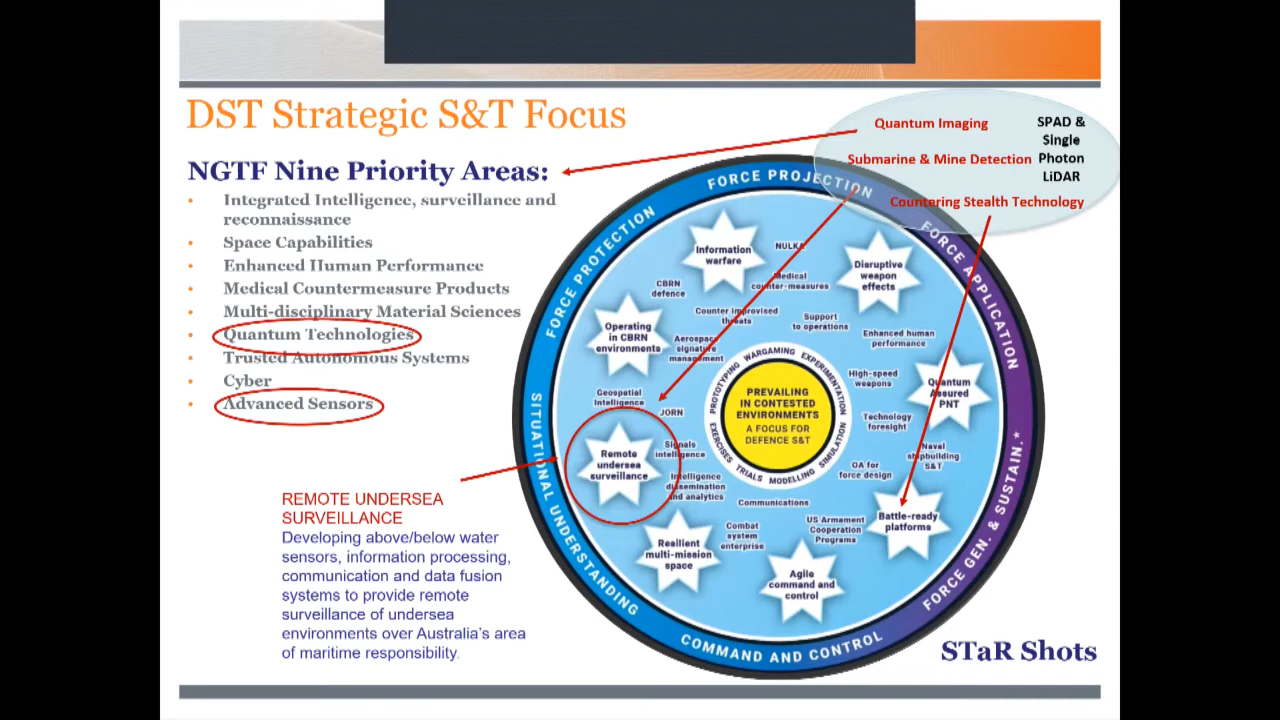 DST Strategic S&T Focus
NGTF Nine Priority Areas:
• Integrated Intelligence, surveillance and
reconnaissance
• Space Capabilities
• Enhanced Human Performance
• Medical Countermeasure Products
• Multi-disciplinary Material Sciences
• Quantum Technologies
• Trusted Autonomous Systems
• Cyber
• Advanced Sensors
REMOTE UNDERSEA
SURVEILLANCE
Developing above/below water
sensors, information processing,
communication and data fusion
systems to provide remote
surveillance of undersea
environments over Australia's area
of maritime responsibility.
Quantum Imaging
Submarine & Mine Detection
Countering Stealth Technology
SPAD &
Single
Photon
LiDAR
FORCE PROJECTION
FORCE APPLICATION
FORCE GEN. & SUSTAIN.*
COMMAND AND CONTROL
SITUATIONAL UNDERSTANDING
FORCE PROTECTION
Information
warfare
NULKA
Disruptive
weapon
effects
Medical
counter-measures
CBRN
defence
Counter improvised
threats
Support
to operations
Operating
in CBRN
environments
Aerospace
signature
management
Enhanced human
performance
High-speed
weapons
Quantum
Assured
PNT
Geospatial
Intelligence
JORN
Technology
foresight
PROTOTYPING WARGAMING EXPERIMENTATION
SIMULATION MODELLING TRIALS EXERCISES
PREVAILING
IN CONTESTED
ENVIRONMENTS
A FOCUS FOR
DEFENCE S&T
Remote
undersea
surveillance
Signals
intelligence
Naval
shipbuilding
S&T
Intelligence
dissemination
and analytics
OA for
force design
Communications
Battle-ready
platforms
Combat
system
enterprise
US Armament
Cooperation
Programs
Resilient
multi-mission
space
Agile
command and
control
STaR Shots